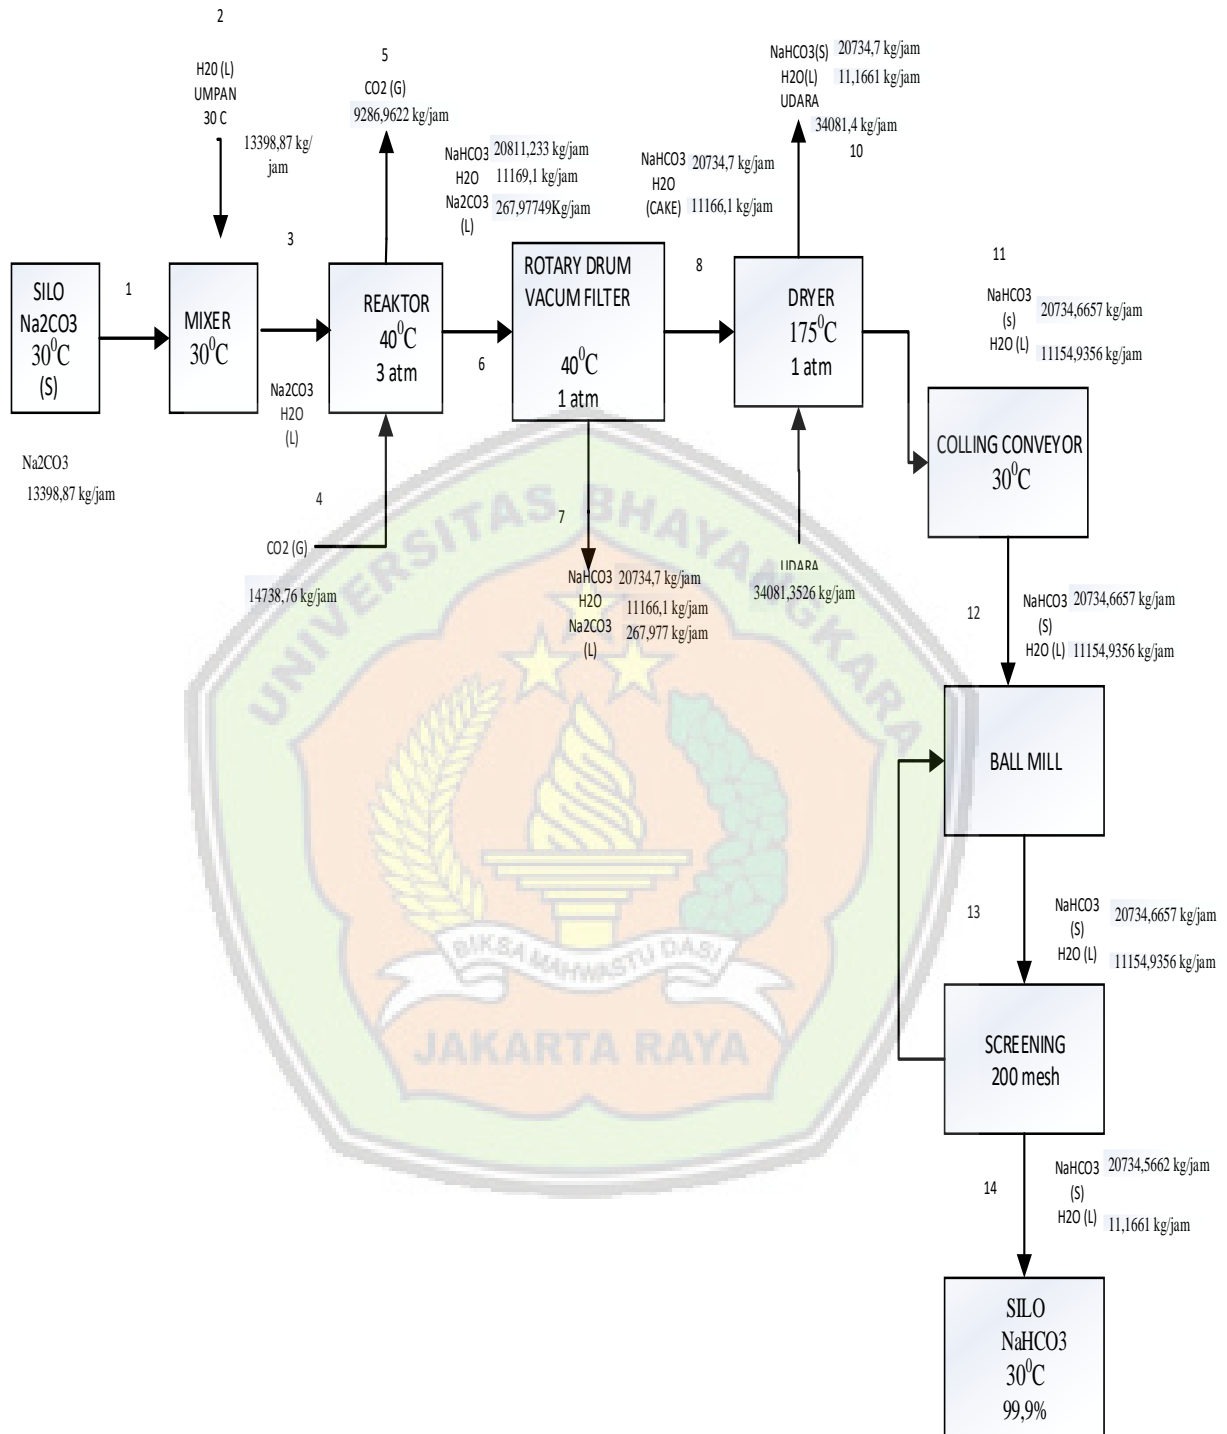 2
H20 (L)
UMPAN
30 C
13398,87 kg/
jam
5
CO2 (G)
9286,9622 kg/jam
NaHCO3 20811,233 kg/jam
H2O 11169,1 kg/jam
Na2CO3 267,97749Kg/jam
(L)
NaHCO3 20734,7 kg/jam
H2O
(CAKE) 11166,1 kg/jam
NaHCO3(S) 20734,7 kg/jam
H2O(L) 11,1661 kg/jam
UDARA
34081,4 kg/jam
10
SILO
Na2CO3
30⁰C
(S)
1
MIXER
30⁰C
3
REAKTOR
40⁰C
3 atm
6
ROTARY DRUM
VACUM FILTER
40⁰C
1 atm
8
DRYER
175⁰C
1 atm
11
NaHCO3
(s) 20734,6657 kg/jam
H2O (L)
11154,9356 kg/jam
Na2CO3
H2O
(L)
Na2CO3
13398,87 kg/jam
4
CO2 (G)
14738,76 kg/jam
7
NaHCO3 20734,7 kg/jam
H2O 11166,1 kg/jam
Na2CO3 267,977 kg/jam
(L)
UDARA
34081,3526 kg/jam
COLLING CONVEYOR
30⁰C
12
NaHCO3 20734,6657 kg/jam
(S)
H2O (L) 11154,9356 kg/jam
BALL MILL
13
NaHCO3 20734,6657 kg/jam
(S)
H2O (L) 11154,9356 kg/jam
SCREENING
200 mesh
14
NaHCO3 20734,5662 kg/jam
(S)
H2O (L) 11,1661 kg/jam
SILO
NaHCO3
30⁰C
99,9%
UNIVERSITAS BHAYANGKARA
BIKSA MAHWASTU DASI
JAKARTA RAYA